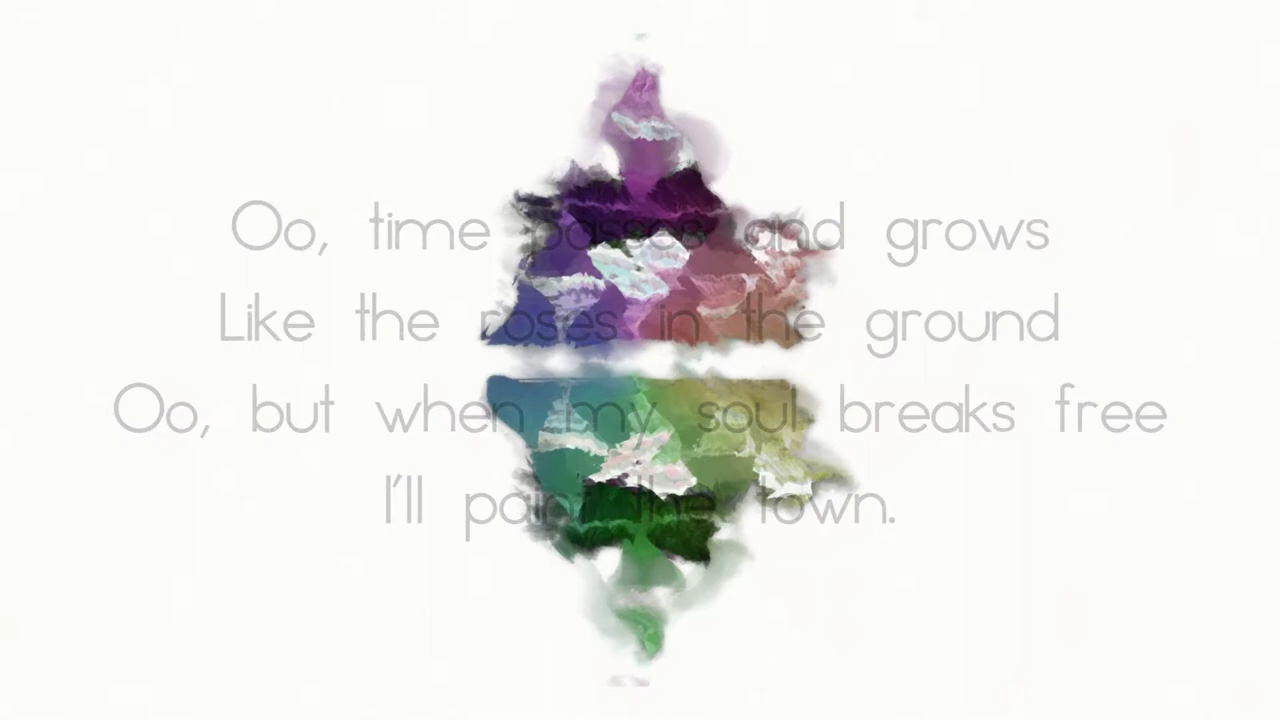 Oo, time passes and grows
Like the roses in the ground
Oo, but when my soul breaks free
I'll paint the town.